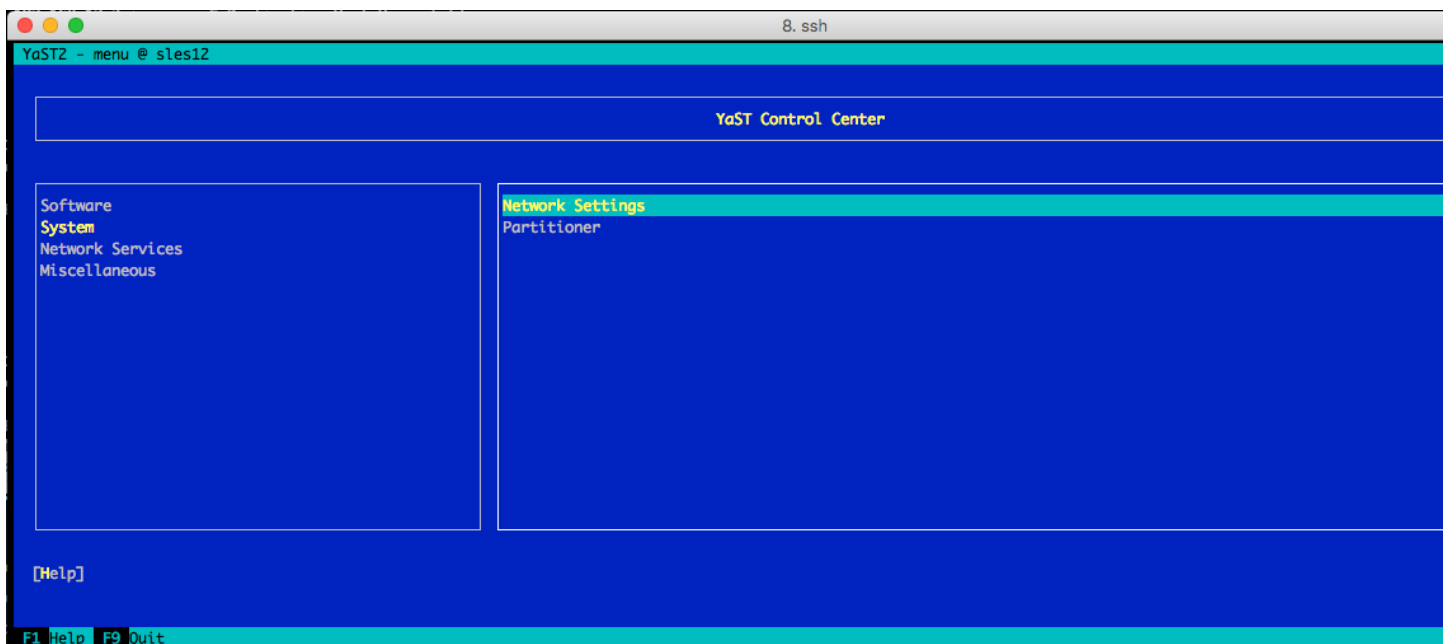 8. ssh
YaST2 - menu @ sles12
YaST Control Center
Software
System
Network Services
Miscellaneous
Network Settings
Partitioner
[Help]
F1 Help F9 Quit